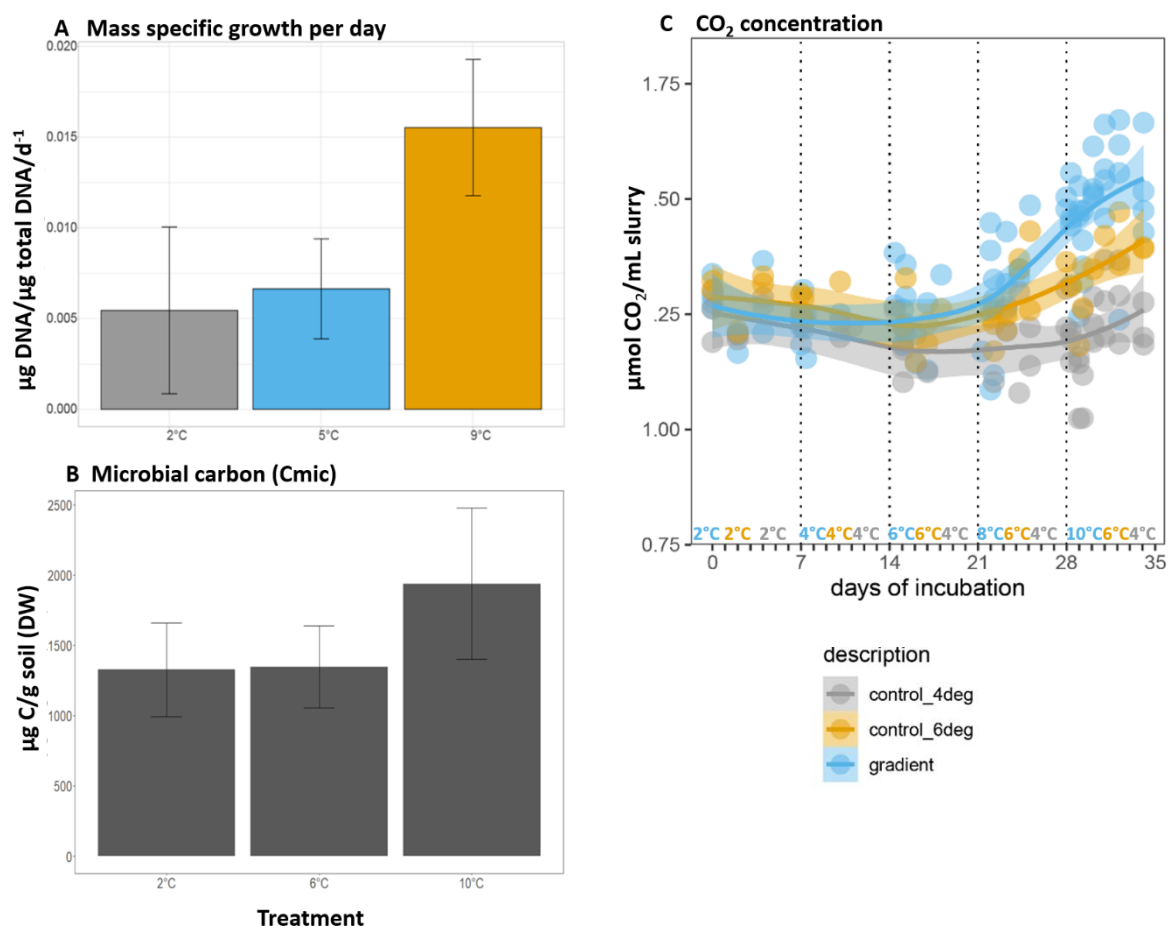 A Mass specific growth per day
µg DNA/µg total DNA/d⁻¹
0.020
0.015
0.010
0.005
0.000
2°C 5°C 9°C
B Microbial carbon (Cmic)
µg C/g soil (DW)
2500
2000
1500
1000
500
0
2°C 6°C 10°C
Treatment
C CO₂ concentration
µmol CO₂/mL slurry
1.75
.50
.25
1.00
0.75
2°C 2°C 2°C 4°C 4°C 4°C 6°C 6°C 4°C 8°C 6°C 4°C 10°C 6°C 4°C
0 7 14 21 28 35
days of incubation
description
control_4deg
control_6deg
gradient